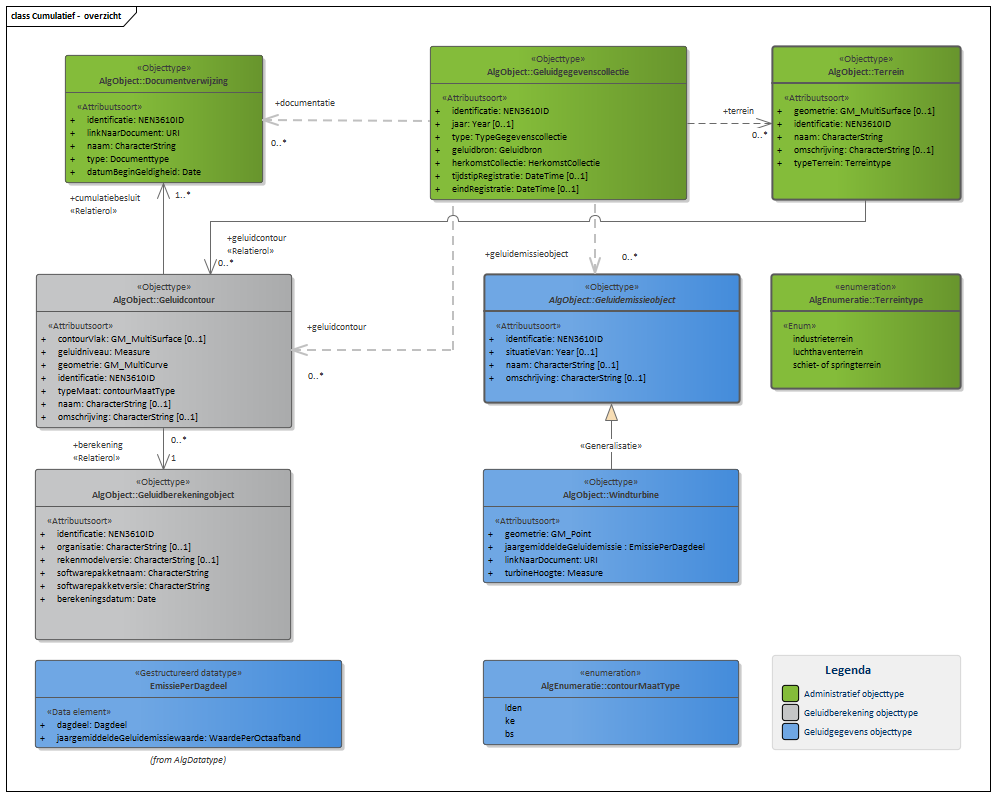 class Cumulatief - overzicht
«Objecttype»
AlgObject::Documentverwijzing
«Attribuutsoort»
+ identificatie: NEN3610ID
+ linkNaarDocument: URI
+ naam: CharacterString
+ type: Documenttype
+ datumBeginGeldigheid: Date
+documentatie
0..*
«Objecttype»
AlgObject::Geluidgegevenscollectie
«Attribuutsoort»
+ identificatie: NEN3610ID
+ jaar: Year [0..1]
+ type: TypeGegevenscollectie
+ geluidbron: Geluidbron
+ herkomstCollectie: HerkomstCollectie
+ tijdstipRegistratie: DateTime [0..1]
+ eindRegistratie: DateTime [0..1]
+terrein
0..*
«Objecttype»
AlgObject::Terrein
«Attribuutsoort»
+ geometrie: GM_MultiSurface [0..1]
+ identificatie: NEN3610ID
+ naam: CharacterString
+ omschrijving: CharacterString [0..1]
+ typeTerrein: Terreintype
+cumulatiebesluit
«Relatierol»
1..*
+geluidcontour
«Relatierol»
0..*
+geluidemissieobject
0..*
«Objecttype»
AlgObject::Geluidcontour
«Attribuutsoort»
+ contourVlak: GM_MultiSurface [0..1]
+ geluidniveau: Measure
+ geometrie: GM_MultiCurve
+ identificatie: NEN3610ID
+ typeMaat: contourMaatType
+ naam: CharacterString [0..1]
+ omschrijving: CharacterString [0..1]
+geluidcontour
0..*
«Objecttype»
AlgObject::Geluidemissieobject
«Attribuutsoort»
+ identificatie: NEN3610ID
+ situatieVan: Year [0..1]
+ naam: CharacterString [0..1]
+ omschrijving: CharacterString [0..1]
«enumeration»
AlgEnumeratie::Terreintype
«Enum»
industrieterrein
luchthaventerrein
schiet- of springterrein
+berekening
«Relatierol»
0..*
1
«Generalisatie»
«Objecttype»
AlgObject::Geluidberekeningobject
«Attribuutsoort»
+ identificatie: NEN3610ID
+ organisatie: CharacterString [0..1]
+ rekenmodelversie: CharacterString [0..1]
+ softwarepakketnaam: CharacterString
+ softwarepakketversie: CharacterString
+ berekeningsdatum: Date
«Objecttype»
AlgObject::Windturbine
«Attribuutsoort»
+ geometrie: GM_Point
+ jaargemiddeldeGeluidemissie : EmissiePerDagdeel
+ linkNaarDocument: URI
+ turbineHoogte: Measure
«Gestructureerd datatype»
EmissiePerDagdeel
«Data element»
+ dagdeel: Dagdeel
+ jaargemiddeldeGeluidemissiewaarde: WaardePerOctaafband
(from AlgDatatype)
«enumeration»
AlgEnumeratie::contourMaatType
lden
ke
bs
Legenda
Administratief objecttype
Geluidberekening objecttype
Geluidgegevens objecttype